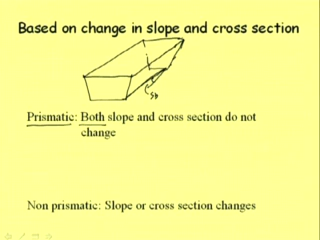 Based on change in slope and cross section
Prismatic: Both slope and cross section do not
change
Non prismatic: Slope or cross section changes